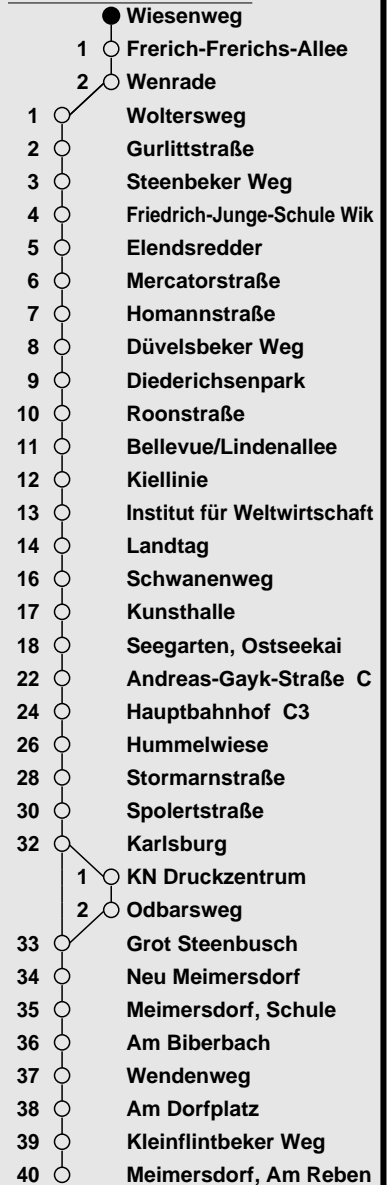 Wiesenweg
1 Frerich-Frerichs-Allee
2 Wenrade
1 Woltersweg
2 Gurlittstraße
3 Steenbeker Weg
4 Friedrich-Junge-Schule Wik
5 Elendsredder
6 Mercatorstraße
7 Homannstraße
8 Düvelsbeker Weg
9 Diederichsenpark
10 Roonstraße
11 Bellevue/Lindenallee
12 Kiellinie
13 Institut für Weltwirtschaft
14 Landtag
16 Schwanenweg
17 Kunsthalle
18 Seegarten, Ostseekai
22 Andreas-Gayk-Straße C
24 Hauptbahnhof C3
26 Hummelwiese
28 Stormarnstraße
30 Spolertstraße
32 Karlsburg
1 KN Druckzentrum
2 Odbarsweg
33 Grot Steenbusch
34 Neu Meimersdorf
35 Meimersdorf, Schule
36 Am Biberbach
37 Wendenweg
38 Am Dorfplatz
39 Kleinflintbeker Weg
40 Meimersdorf, Am Reben